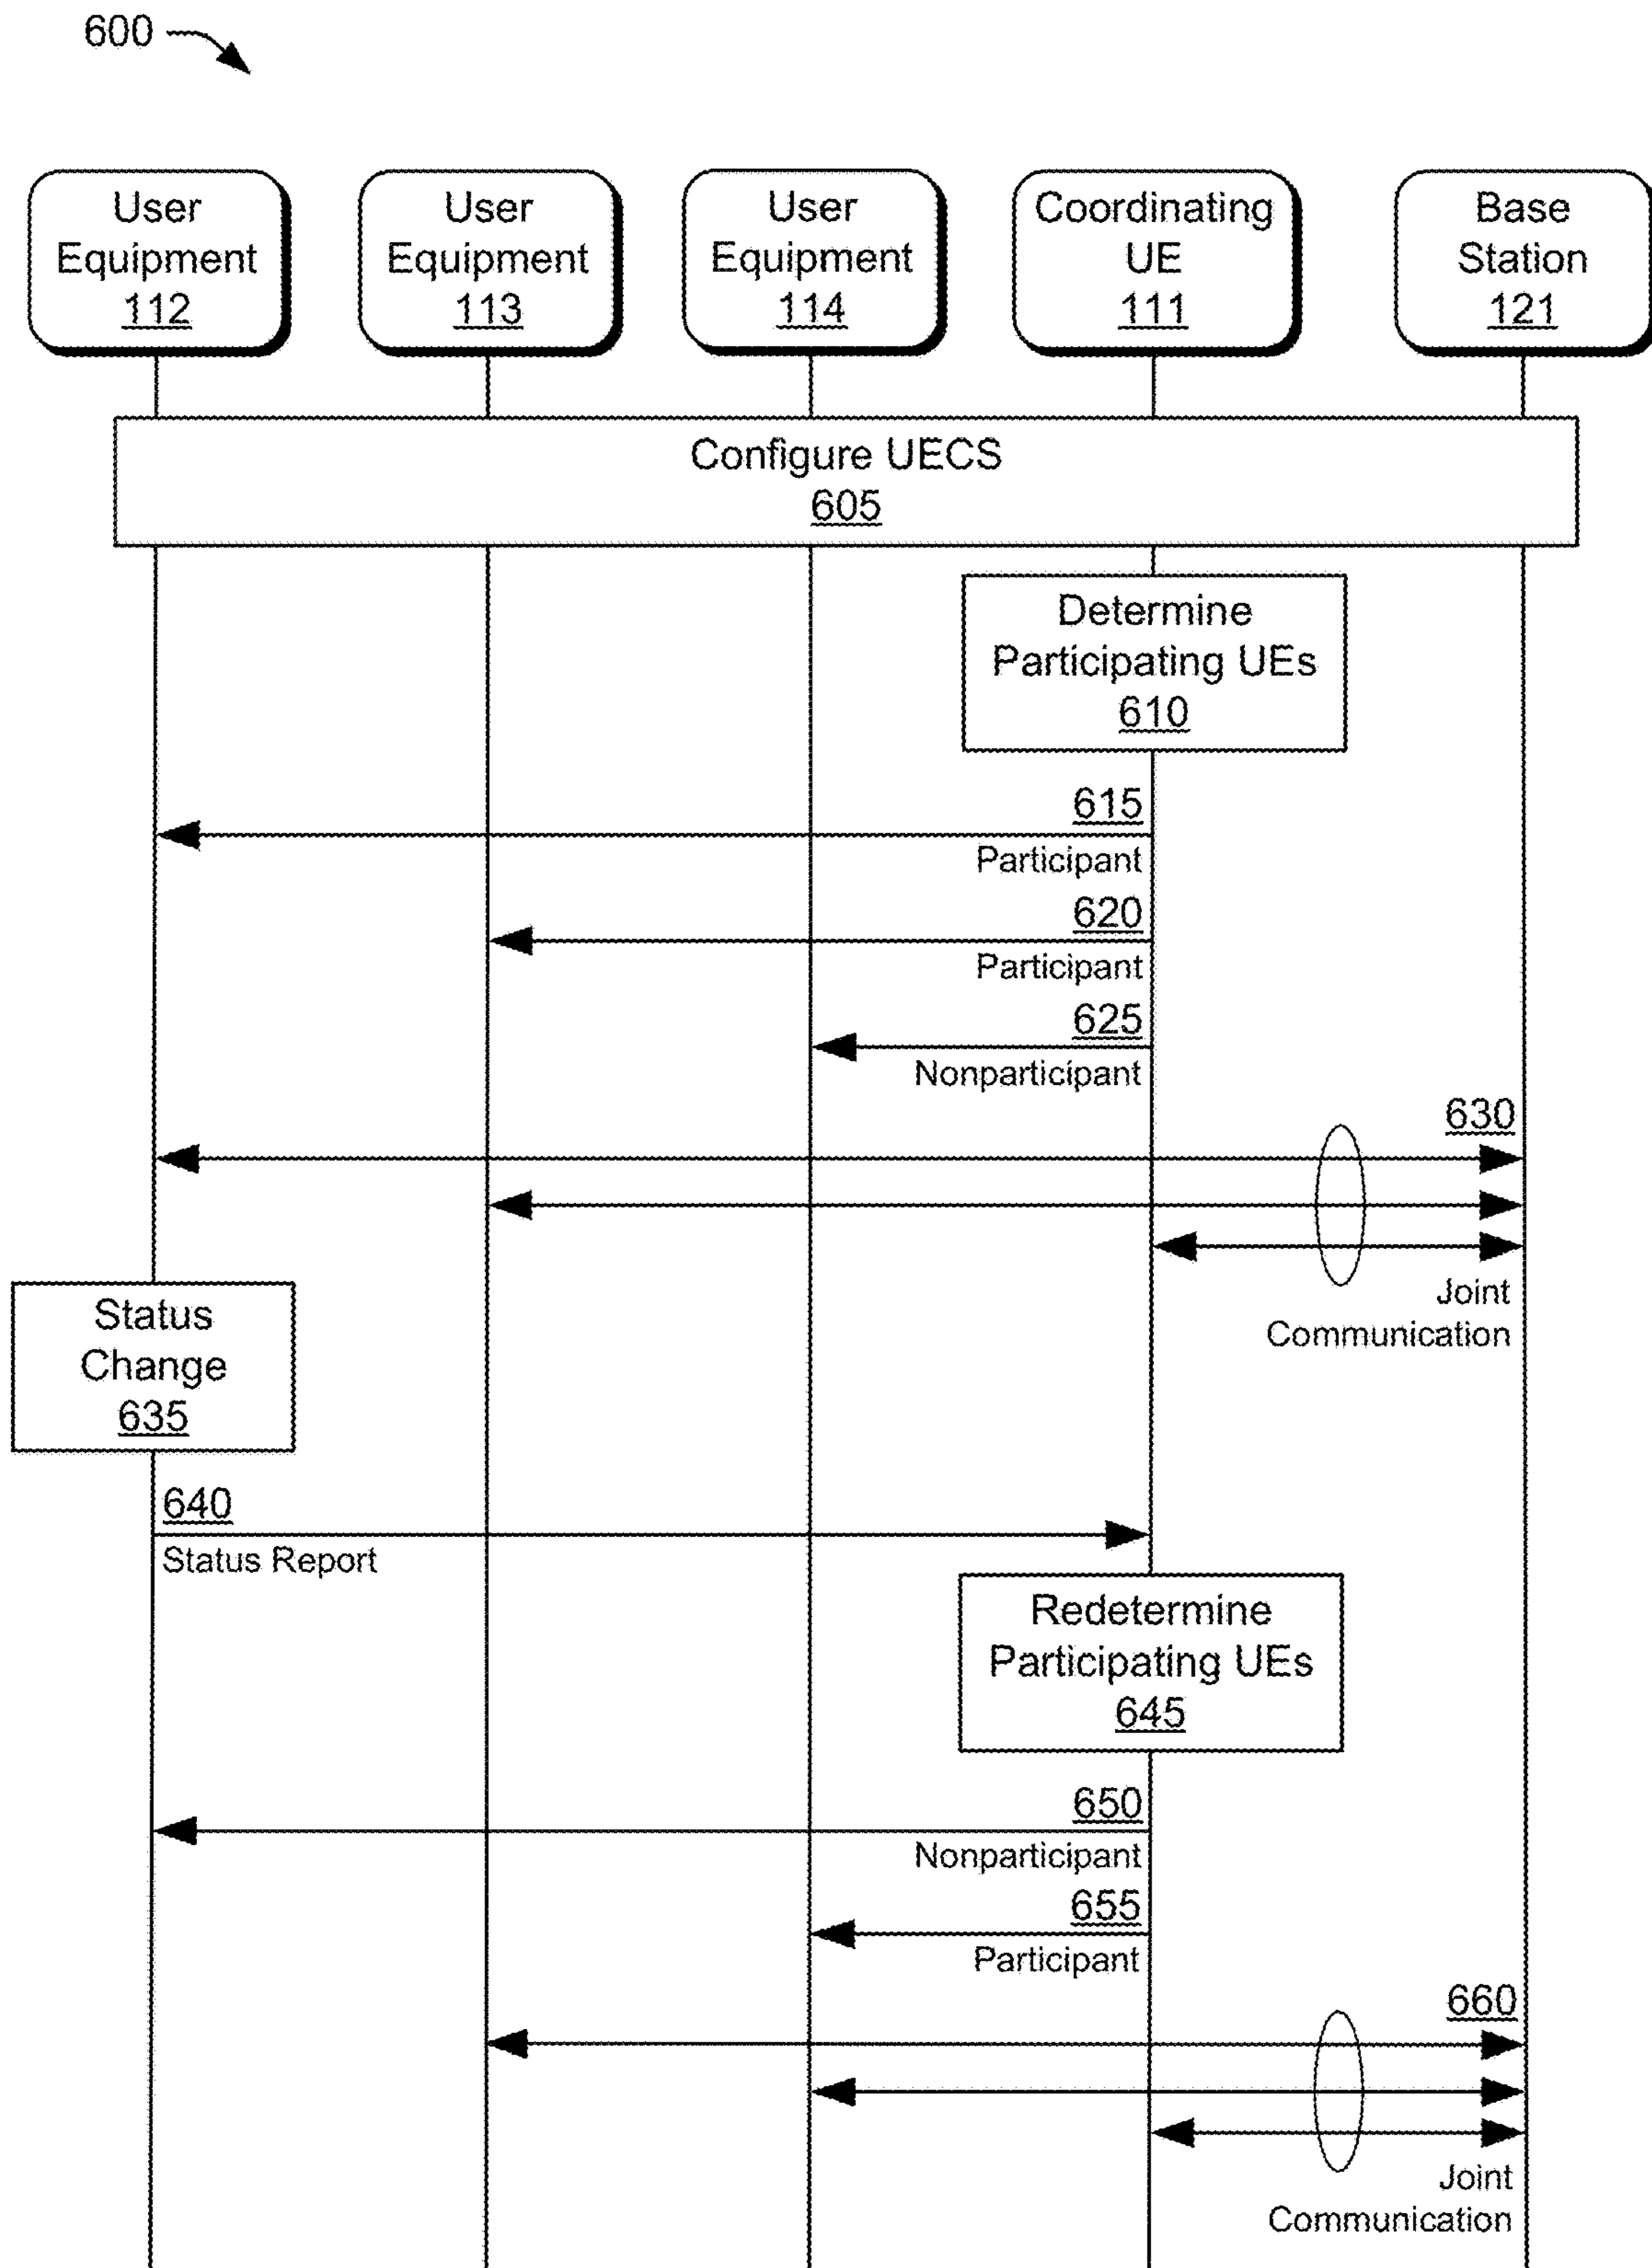 600
User
Equipment
112
User
Equipment
113
User
Equipment
114
Coordinating
UE
111
Base
Station
121
Configure UECS
605
Determine
Participating UEs
610
615
Participant
620
Participant
625
Nonparticipant
630
Joint
Communication
Status
Change
635
640
Status Report
Redetermine
Participating UEs
645
650
Nonparticipant
655
Participant
660
Joint
Communication